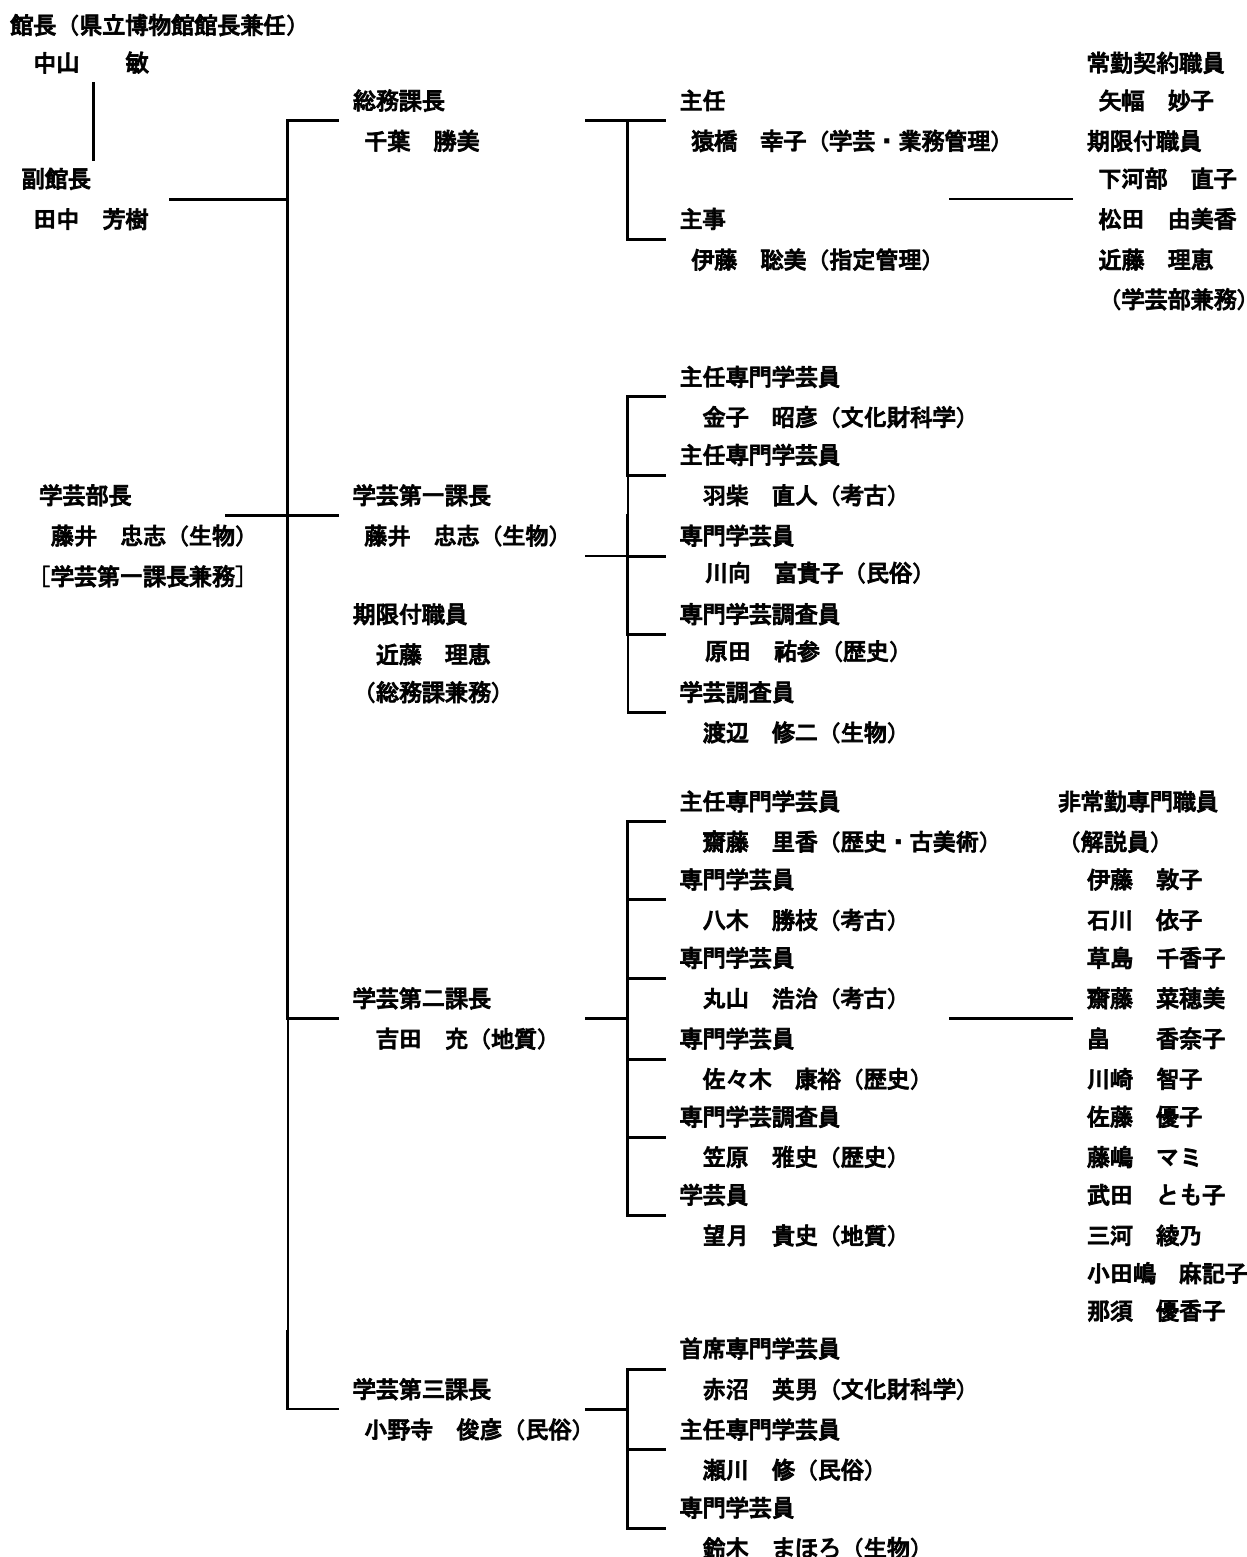 館長（県立博物館館長兼任）
中山　　敏
副館長
田中　芳樹
総務課長
千葉　勝美
主任
猿橋　幸子（学芸・業務管理）
主事
伊藤　聡美（指定管理）
常勤契約職員
矢幅　妙子
期限付職員
下河部　直子
松田　由美香
近藤　理恵
（学芸部兼務）
学芸部長
藤井　忠志（生物）
［学芸第一課長兼務］
学芸第一課長
藤井　忠志（生物）
期限付職員
近藤　理恵
（総務課兼務）
主任専門学芸員
金子　昭彦（文化財科学）
主任専門学芸員
羽柴　直人（考古）
専門学芸員
川向　富貴子（民俗）
専門学芸調査員
原田　祐参（歴史）
学芸調査員
渡辺　修二（生物）
学芸第二課長
吉田　充（地質）
主任専門学芸員
齋藤　里香（歴史・古美術）
専門学芸員
八木　勝枝（考古）
専門学芸員
丸山　浩治（考古）
専門学芸員
佐々木　康裕（歴史）
専門学芸調査員
笠原　雅史（歴史）
学芸員
望月　貴史（地質）
非常勤専門職員
（解説員）
伊藤　敦子
石川　依子
草島　千香子
齋藤　菜穂美
畠　　香奈子
川崎　智子
佐藤　優子
藤嶋　マミ
武田　とも子
三河　綾乃
小田嶋　麻記子
那須　優香子
学芸第三課長
小野寺　俊彦（民俗）
首席専門学芸員
赤沼　英男（文化財科学）
主任専門学芸員
瀬川　修（民俗）
専門学芸員
鈴木　まほろ（生物）